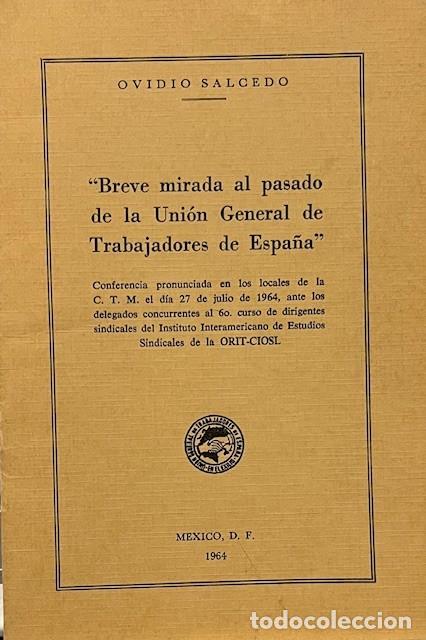 OVIDIO SALCEDO
“Breve mirada al pasado
de la Unión General de
Trabajadores de España”
Conferencia pronunciada en los locales de la
C. T. M. el día 27 de julio de 1964, ante los
delegados concurrentes al 6o. curso de dirigentes
sindicales del Instituto Interamericano de Estudios
Sindicales de la ORIT-CIOSL
MEXICO, D. F.
1964
todocoleccion